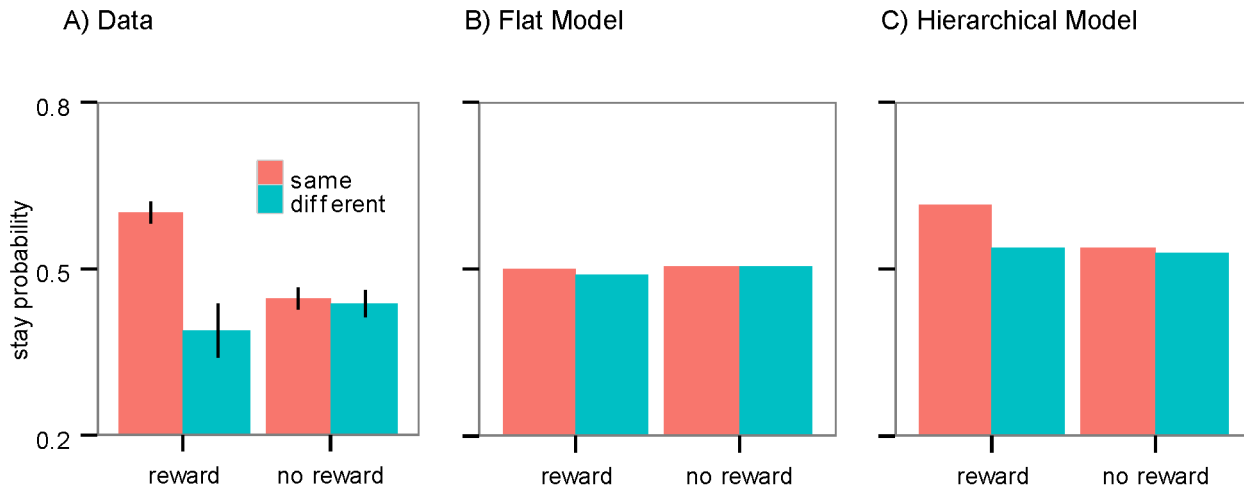 A) Data
B) Flat Model
C) Hierarchical Model
stay probability
0.8
0.5
0.2
same
different
reward
no reward
reward
no reward
reward
no reward